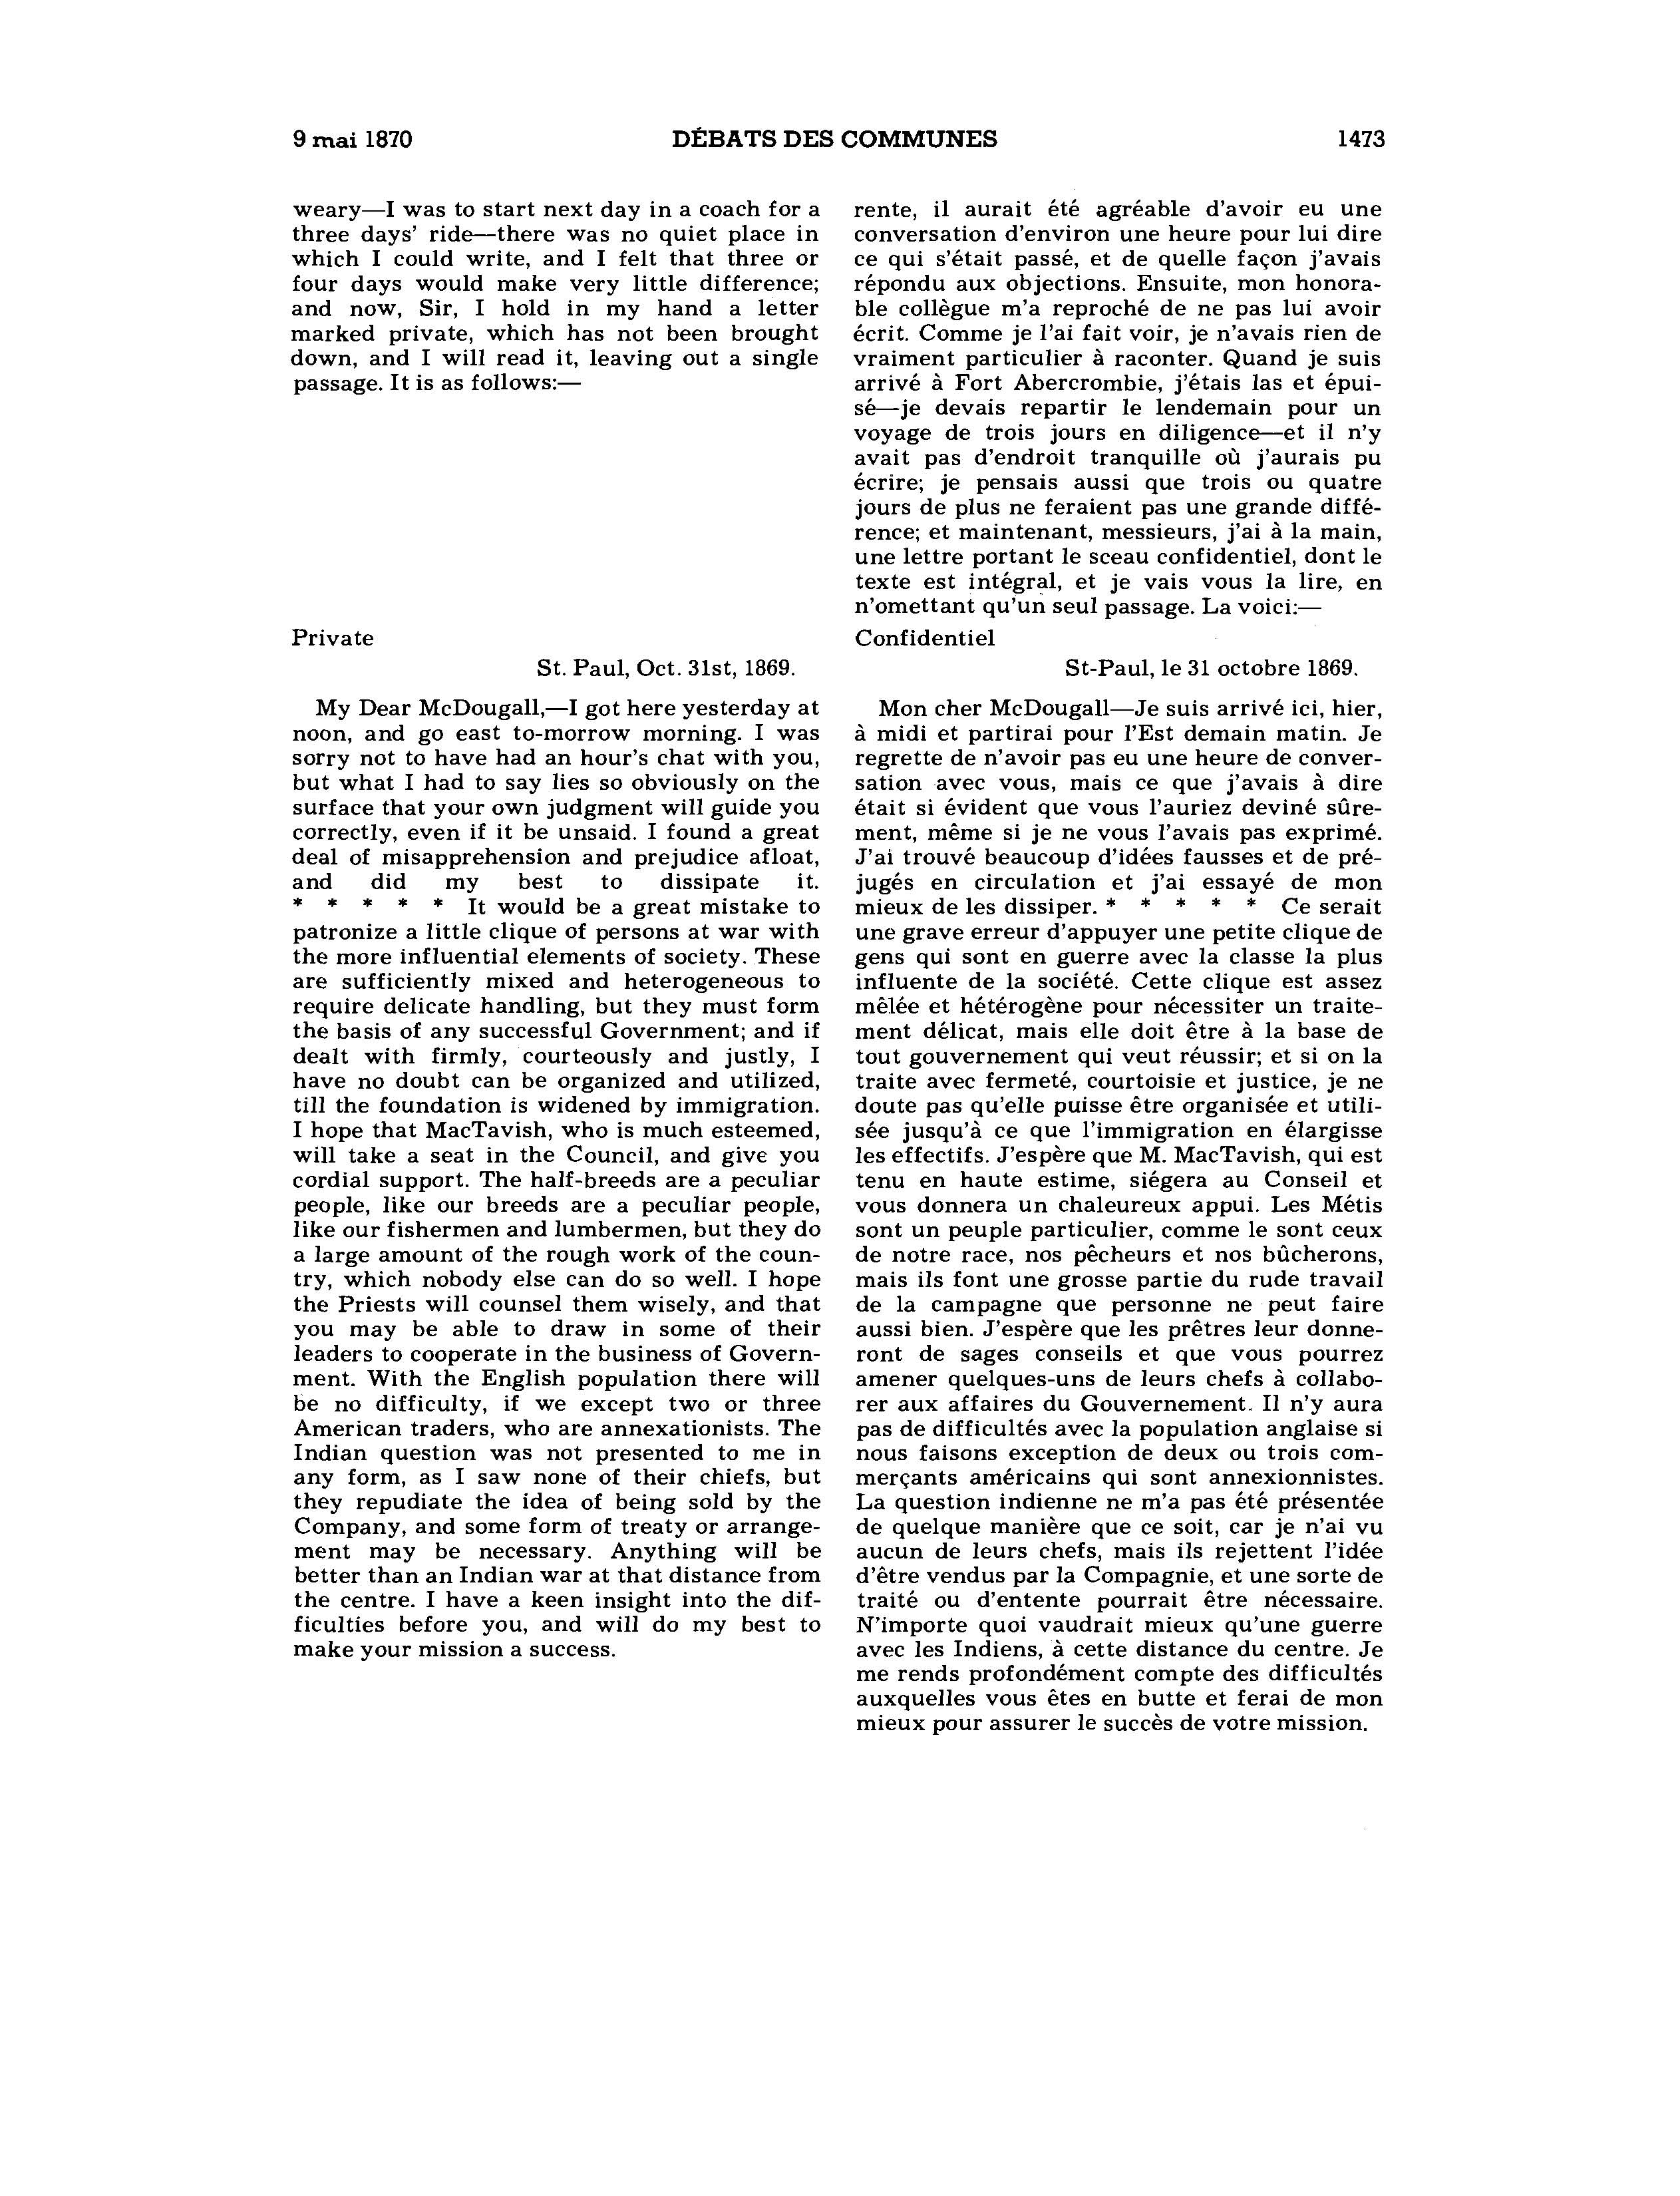 9 mai 1870 DÉBATS DES COMMUNES 1473
weary—I was to start next day in a coach for a
three days' ride—there was no quiet place in
which I could write, and I felt that three or
four days would make very little difference;
and now, Sir, I hold in my hand a letter
marked private, which has not been brought
down, and I will read it, leaving out a single
passage. It is as follows:—
Private
St. Paul, Oct. 31st, 1869.
My Dear McDougall,—I got here yesterday at
noon, and go east to-morrow morning. I was
sorry not to have had an hour's chat with you,
but what I had to say lies so obviously on the
surface that your own judgment will guide you
correctly, even if it be unsaid. I found a great
deal of misapprehension and prejudice afloat,
and did my best to dissipate it.
* * * * * It would be a great mistake to
patronize a little clique of persons at war with
the more influential elements of society. These
are sufficiently mixed and heterogeneous to
require delicate handling, but they must form
the basis of any successful Government; and if
dealt with firmly, courteously and justly, I
have no doubt can be organized and utilized,
till the foundation is widened by immigration.
I hope that MacTavish, who is much esteemed,
will take a seat in the Council, and give you
cordial support. The half-breeds are a peculiar
people, like our breeds are a peculiar people,
like our fishermen and lumbermen, but they do
a large amount of the rough work of the coun-
try, which nobody else can do so well. I hope
the Priests will counsel them wisely, and that
you may be able to draw in some of their
leaders to cooperate in the business of Govern-
ment. With the English population there will
be no difficulty, if we except two or three
American traders, who are annexationists. The
Indian question was not presented to me in
any form, as I saw none of their chiefs, but
they repudiate the idea of being sold by the
Company, and some form of treaty or arrange-
ment may be necessary. Anything will be
better than an Indian war at that distance from
the centre. I have a keen insight into the dif-
ficulties before you, and will do my best to
make your mission a success.
rente, il aurait été agréable d'avoir eu une
conversation d'environ une heure pour lui dire
ce qui s'était passé, et de quelle façon j'avais
répondu aux objections. Ensuite, mon honora-
ble collègue m'a reproché de ne pas lui avoir
écrit. Comme je l'ai fait voir, je n'avais rien de
vraiment particulier à raconter. Quand je suis
arrivé à Fort Abercrombie, j'étais las et épui-
sé—je devais repartir le lendemain pour un
voyage de trois jours en diligence—et il n'y
avait pas d'endroit tranquille où j'aurais pu
écrire; je pensais aussi que trois ou quatre
jours de plus ne feraient pas une grande diffé-
rence; et maintenant, messieurs, j'ai à la main,
une lettre portant le sceau confidentiel, dont le
texte est intégral, et je vais vous la lire, en
n'omettant qu'un seul passage. La voici:—
Confidentiel
St-Paul, le 31 octobre 1869.
Mon cher McDougall—Je suis arrivé ici, hier,
à midi et partirai pour l'Est demain matin. Je
regrette de n'avoir pas eu une heure de conver-
sation avec vous, mais ce que j'avais à dire
était si évident que vous l'auriez deviné sûre-
ment, même si je ne vous l'avais pas exprimé.
J'ai trouvé beaucoup d'idées fausses et de pré-
jugés en circulation et j'ai essayé de mon
mieux de les dissiper. * * * * * Ce serait
une grave erreur d'appuyer une petite clique de
gens qui sont en guerre avec la classe la plus
influente de la société. Cette clique est assez
mêlée et hétérogène pour nécessiter un traite-
ment délicat, mais elle doit être à la base de
tout gouvernement qui veut réussir; et si on la
traite avec fermeté, courtoisie et justice, je ne
doute pas qu'elle puisse être organisée et utili-
sée jusqu'à ce que l'immigration en élargisse
les effectifs. J'espère que M. MacTavish, qui est
tenu en haute estime, siégera au Conseil et
vous donnera un chaleureux appui. Les Métis
sont un peuple particulier, comme le sont ceux
de notre race, nos pêcheurs et nos bûcherons,
mais ils font une grosse partie du rude travail
de la campagne que personne ne peut faire
aussi bien. J'espère que les prêtres leur donne-
ront de sages conseils et que vous pourrez
amener quelques-uns de leurs chefs à collabo-
rer aux affaires du Gouvernement. Il n'y aura
pas de difficultés avec la population anglaise si
nous faisons exception de deux ou trois com-
merçants américains qui sont annexionnistes.
La question indienne ne m'a pas été présentée
de quelque manière que ce soit, car je n'ai vu
aucun de leurs chefs, mais ils rejettent l'idée
d'être vendus par la Compagnie, et une sorte de
traité ou d'entente pourrait être nécessaire.
N'importe quoi vaudrait mieux qu'une guerre
avec les Indiens, à cette distance du centre. Je
me rends profondément compte des difficultés
auxquelles vous êtes en butte et ferai de mon
mieux pour assurer le succès de votre mission.